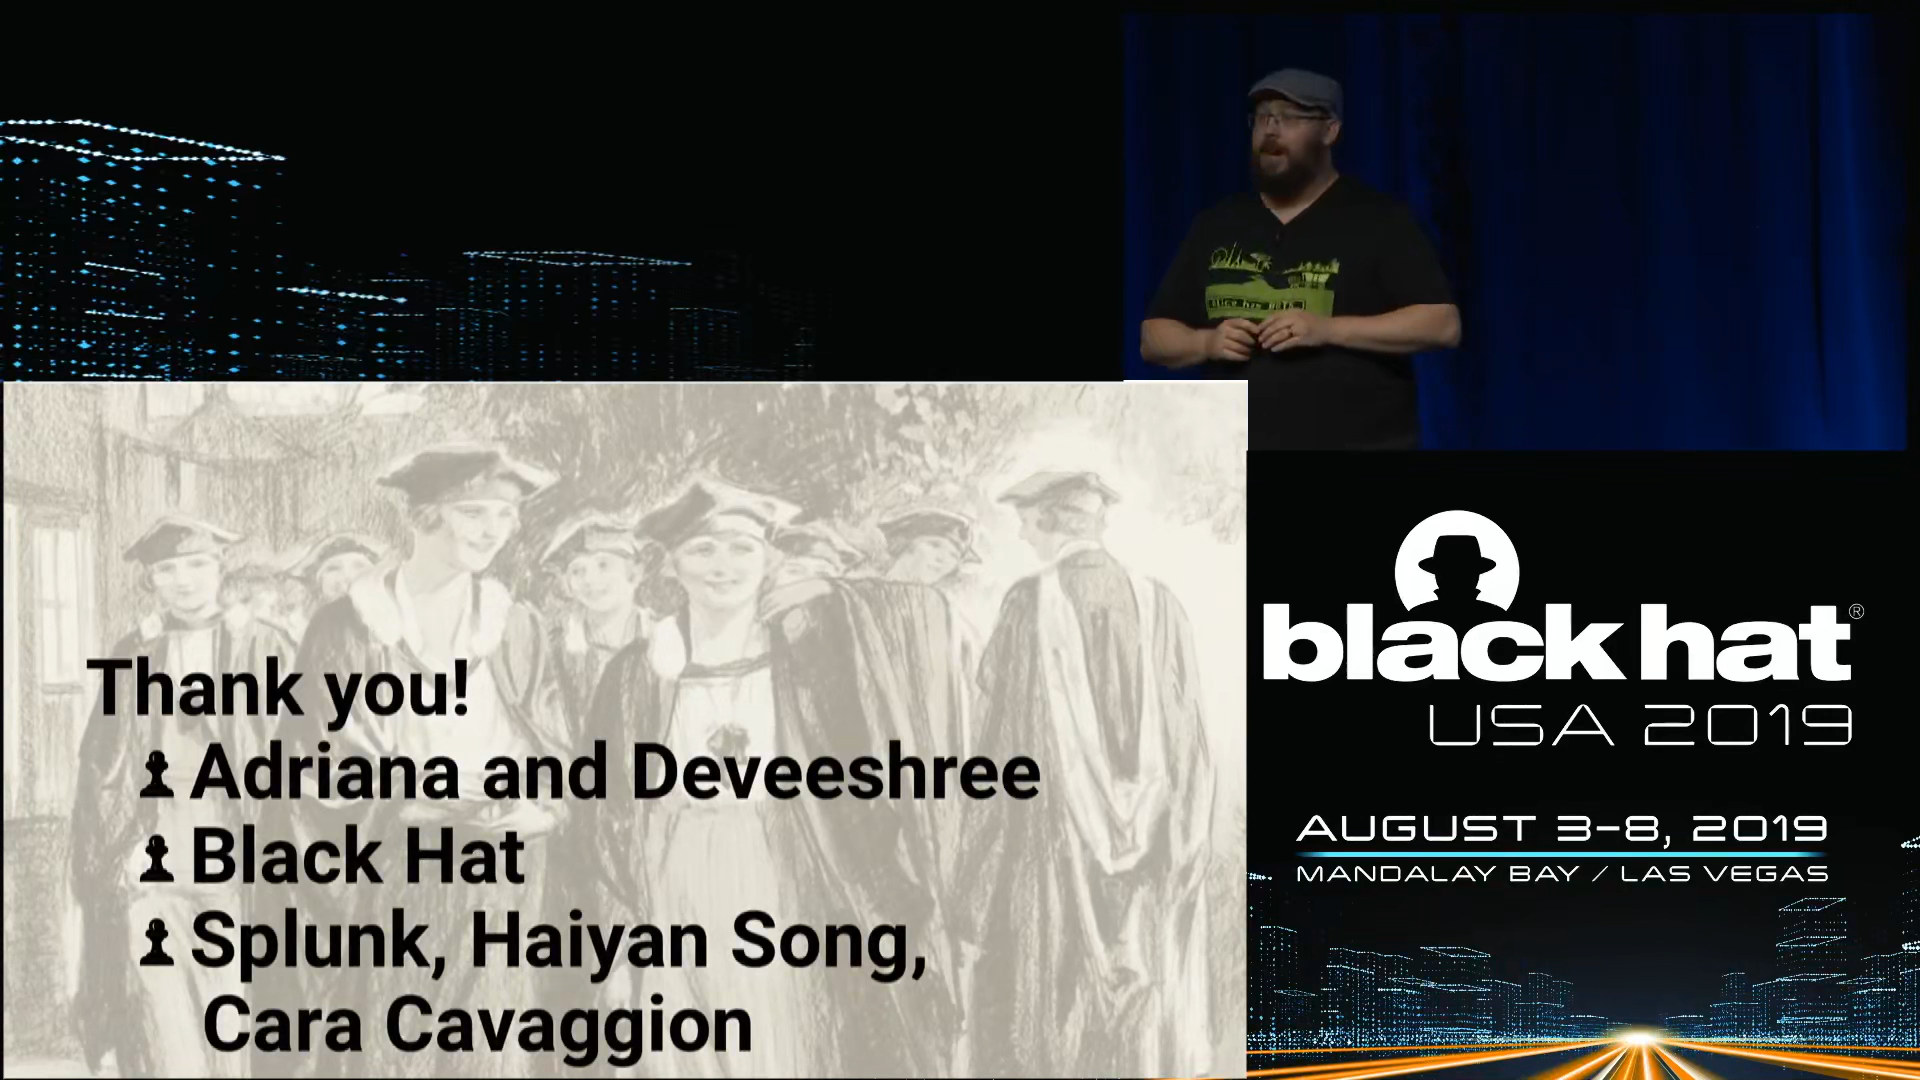 Thank you!
Adriana and Deveeshree
Black Hat
Splunk, Haiyan Song,
Cara Cavaggion
black hat®
USA 2019
AUGUST 3-8, 2019
MANDALAY BAY / LAS VEGAS